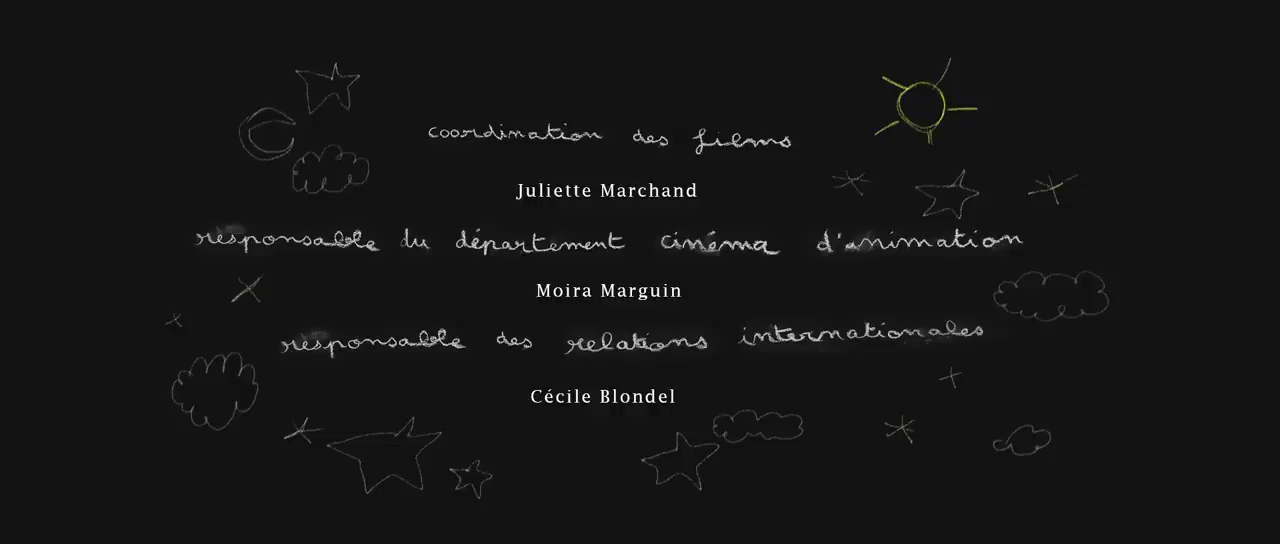 coordination des films
Juliette Marchand
responsable du département cinéma d'animation
Moira Marguin
responsable des relations internationales
Cécile Blondel